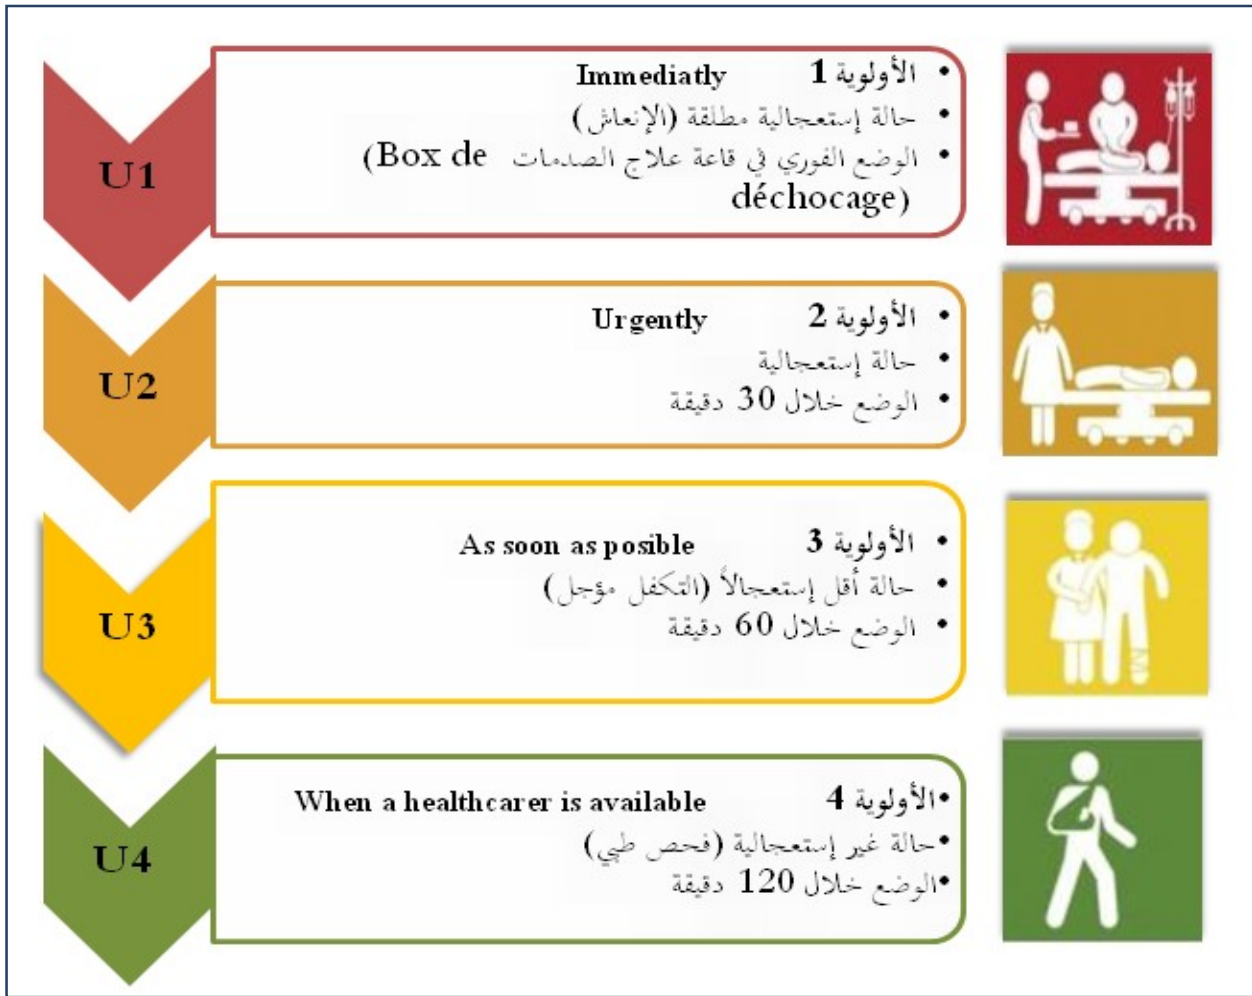 U1
• الأولوية 1 Immediatly
• حالة إستعجالية مطلقة (الإنعاش)
• الوضع الفوري في قاعة علاج الصدمات (Box de
déchocage)
U2
• الأولوية 2 Urgently
• حالة إستعجالية
• الوضع خلال 30 دقيقة
U3
• الأولوية 3 As soon as posible
• حالة أقل إستعجالاً (التكفل مؤجل)
• الوضع خلال 60 دقيقة
U4
•الأولوية 4 When a healthcarer is available
•حالة غير إستعجالية (فحص طبي)
•الوضع خلال 120 دقيقة